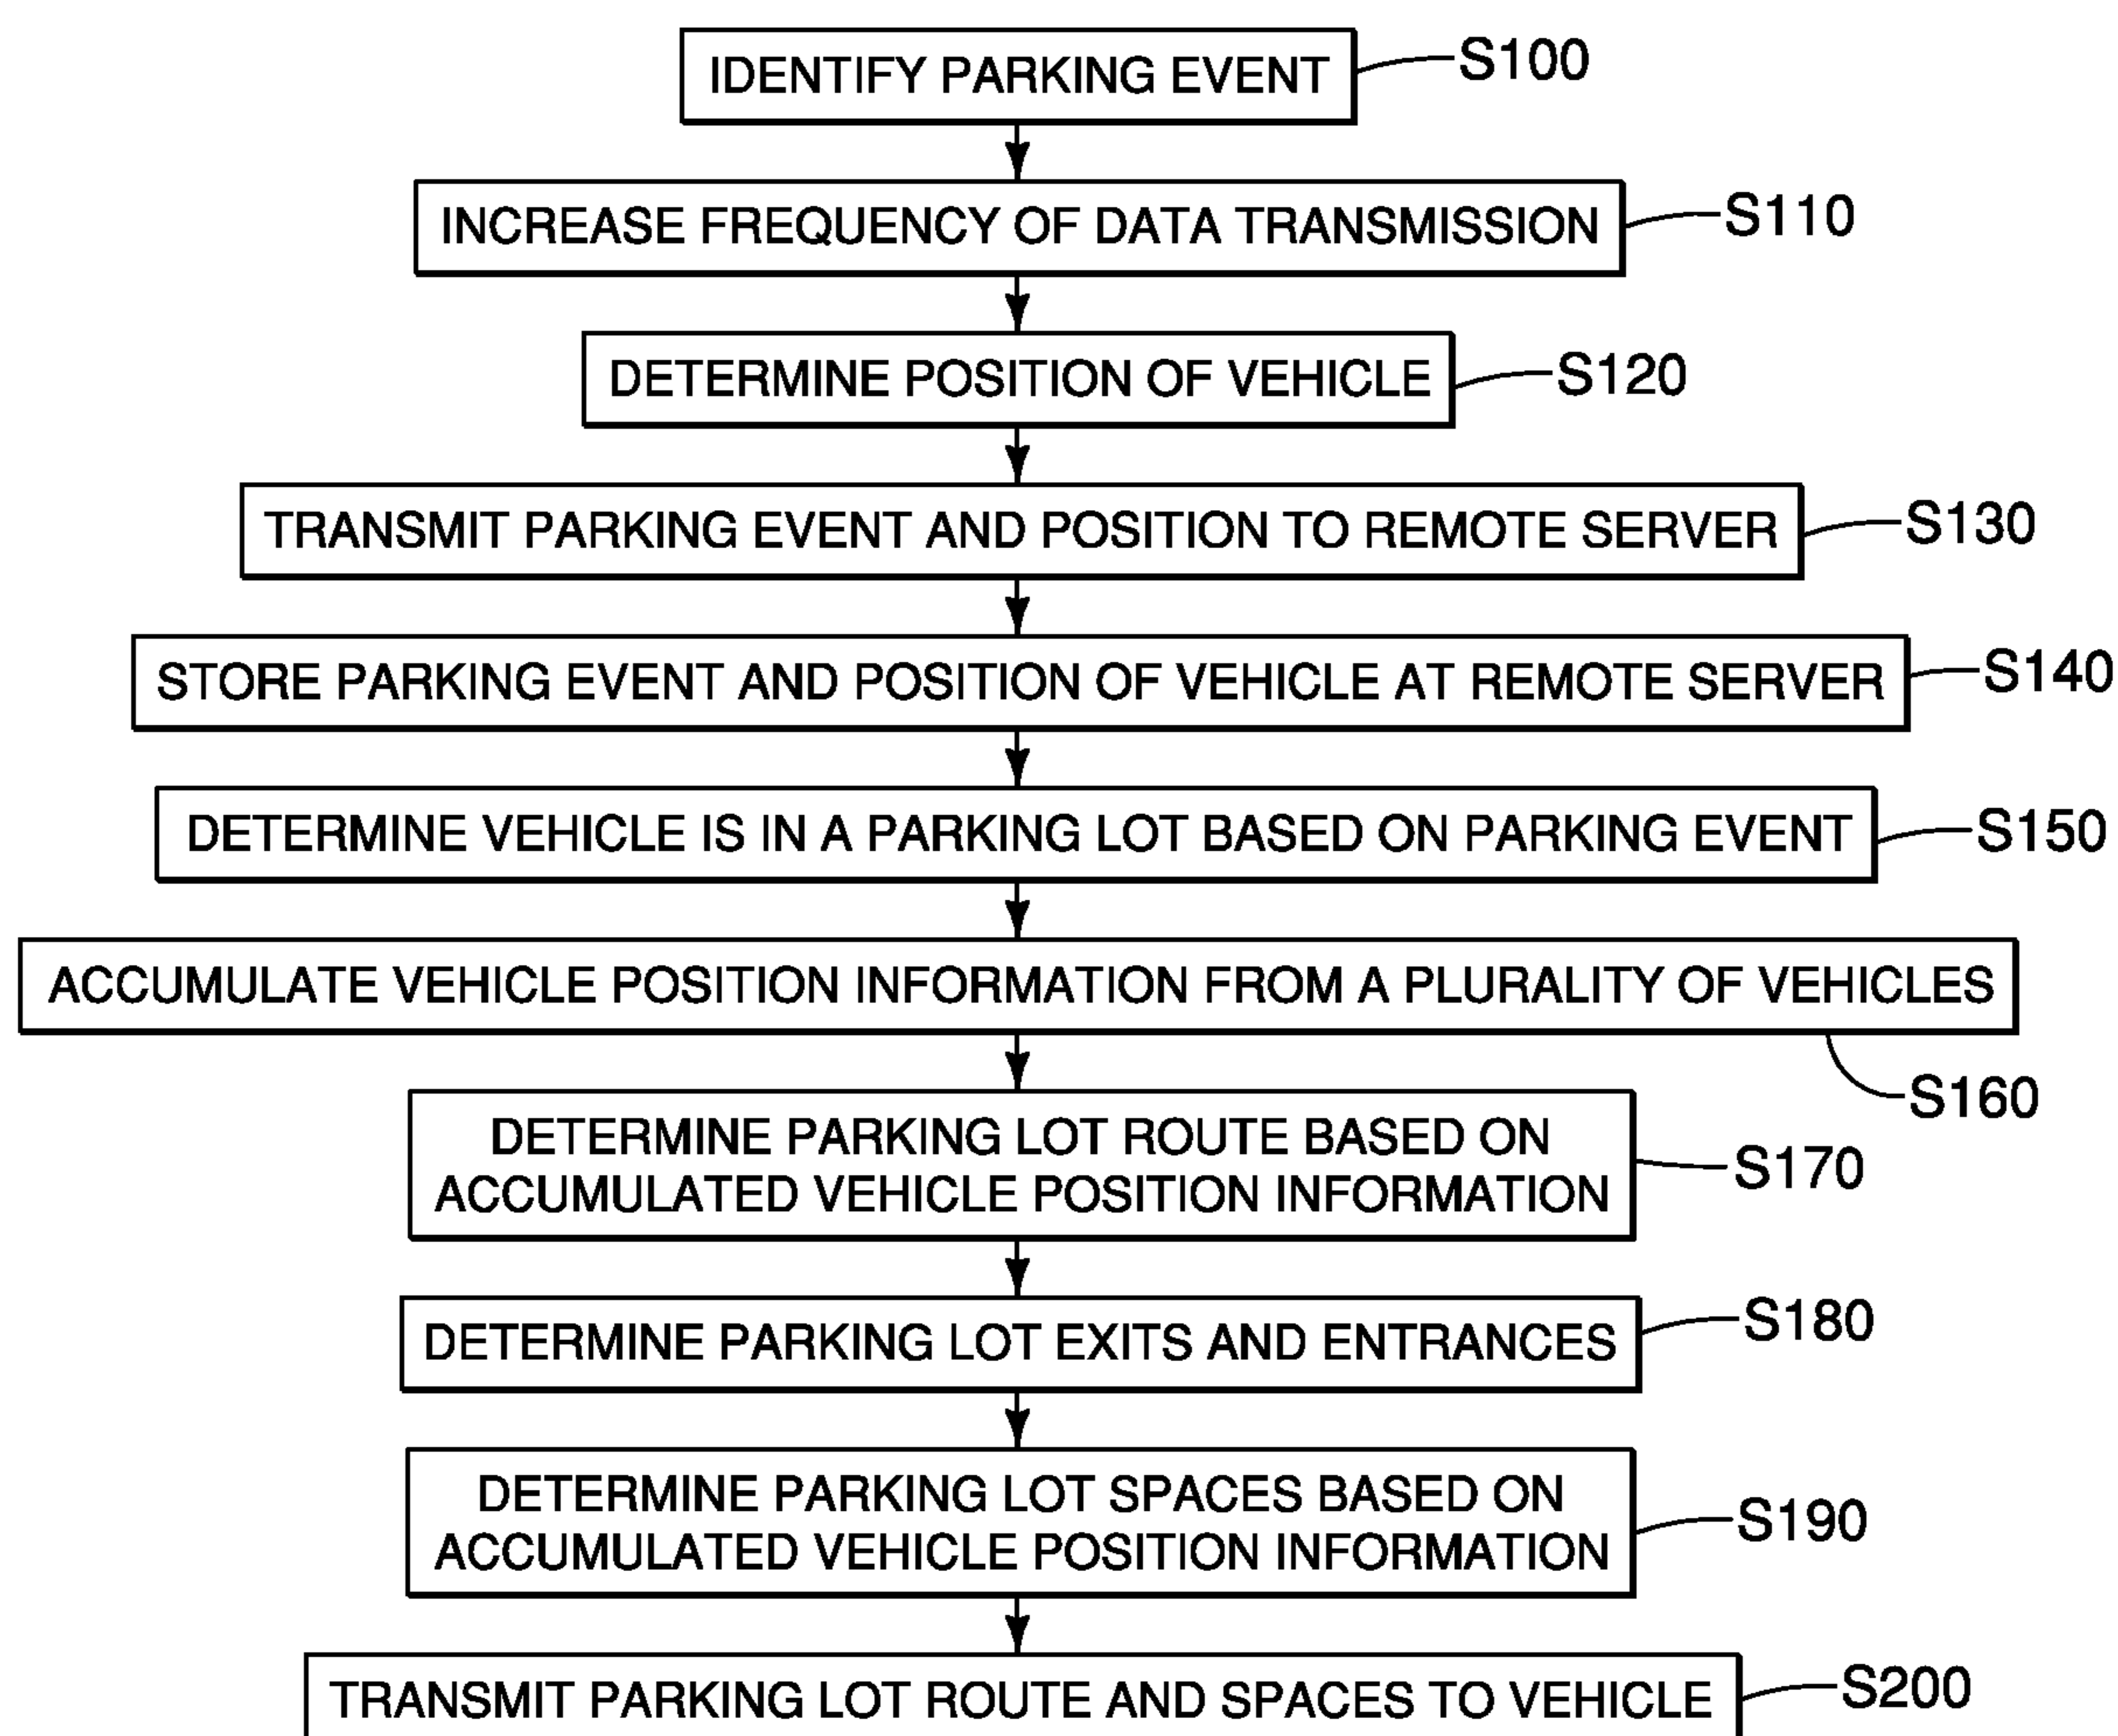 IDENTIFY PARKING EVENT
S100
INCREASE FREQUENCY OF DATA TRANSMISSION
S110
DETERMINE POSITION OF VEHICLE
S120
TRANSMIT PARKING EVENT AND POSITION TO REMOTE SERVER
S130
STORE PARKING EVENT AND POSITION OF VEHICLE AT REMOTE SERVER
S140
DETERMINE VEHICLE IS IN A PARKING LOT BASED ON PARKING EVENT
S150
ACCUMULATE VEHICLE POSITION INFORMATION FROM A PLURALITY OF VEHICLES
S160
DETERMINE PARKING LOT ROUTE BASED ON
ACCUMULATED VEHICLE POSITION INFORMATION
S170
DETERMINE PARKING LOT EXITS AND ENTRANCES
S180
DETERMINE PARKING LOT SPACES BASED ON
ACCUMULATED VEHICLE POSITION INFORMATION
S190
TRANSMIT PARKING LOT ROUTE AND SPACES TO VEHICLE
S200